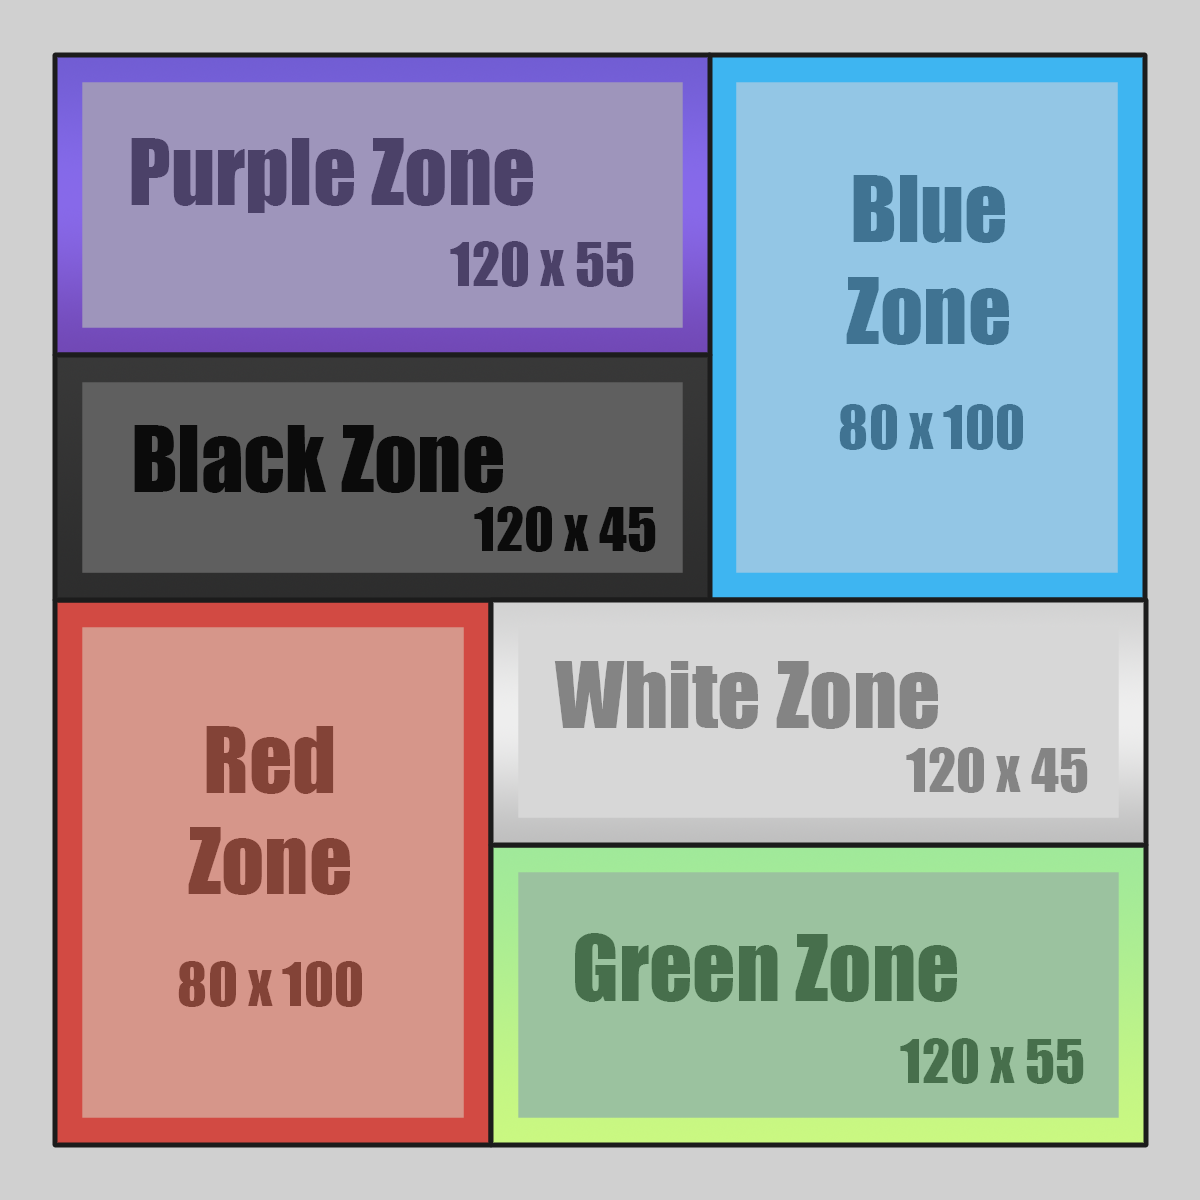 Purple Zone
120 x 55
Blue
Zone
80 x 100
Black Zone
120 x 45
Red
Zone
80 x 100
White Zone
120 x 45
Green Zone
120 x 55